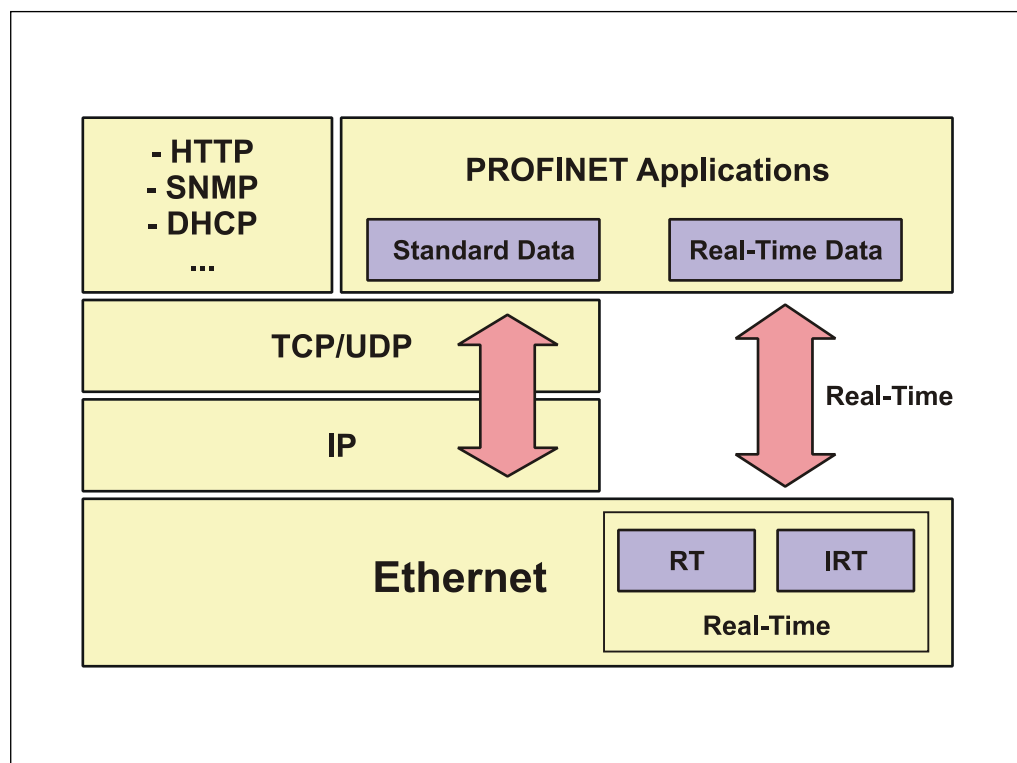 - HTTP
- SNMP
- DHCP
...
PROFINET Applications
Standard Data
Real-Time Data
TCP/UDP
Real-Time
IP
Ethernet
RT
IRT
Real-Time